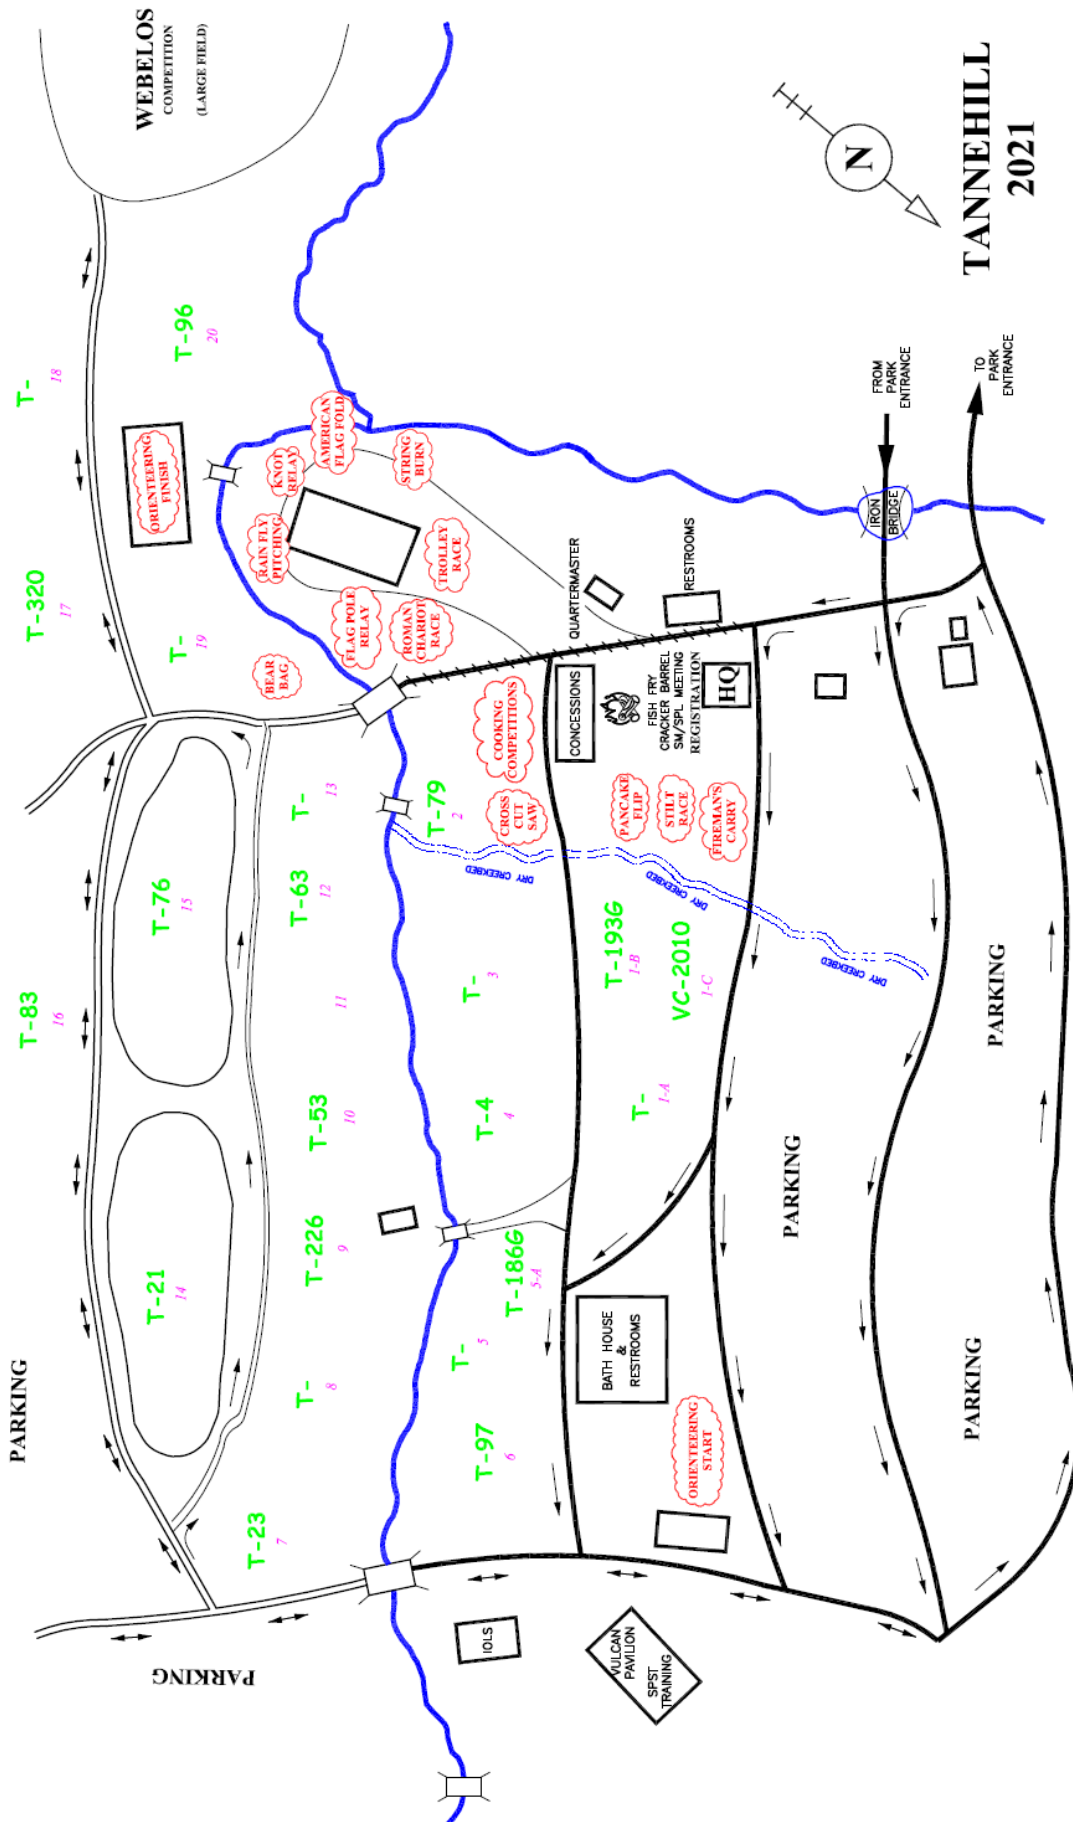 WEBELOS
COMPETITION
(LARGE FIELD)
N
TANNEHILL
2021
T-
18
T-96
20
ORIENTEERING
FINISH
T-320
17
T-
19
KNOT
RELAY
AMERICAN
FLAG FOLD
STRING
BURN
RAIN FLY
PITCHING
TROLLEY
RACE
FLAG POLE
RELAY
ROMAN
CHARIOT
RACE
BEAR
BAG
FROM
PARK
ENTRANCE
TO
PARK
ENTRANCE
IRON
BRIDGE
QUARTERMASTER
RESTROOMS
CONCESSIONS
FISH FRY
CRACKER BARREL
SM/SPL MEETING
REGISTRATION
HQ
COOKING
COMPETITIONS
CROSS
CUT
SAW
PANCAKE
FLIP
STILT
RACE
FIREMAN'S
CARRY
T-79
2
T-
13
T-63
12
T-76
15
T-83
16
11
T-
3
DRY CREEKBED
DRY CREEKBED
DRY CREEKBED
T-193G
1-B
VC-2010
1-C
PARKING
T-53
10
T-4
4
T-
1-A
PARKING
T-21
14
T-226
9
T-186G
5-A
T-
5
T-
8
BATH HOUSE
&
RESTROOMS
PARKING
PARKING
T-97
6
ORIENTEERING
START
T-23
7
PARKING
IOLS
VULCAN
PAVILION
SPST
TRAINING